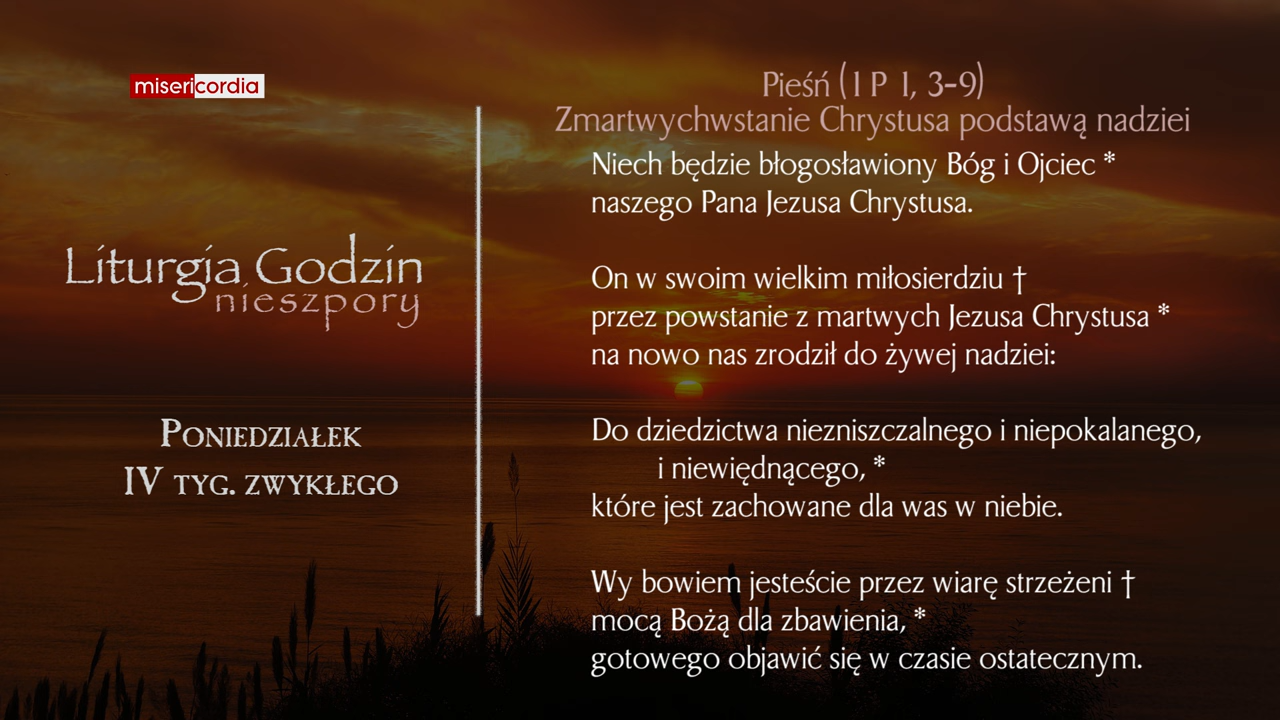 misericordia
Liturgia Godzin
nieszpory
Poniedziałek
IV tyg. zwykłego
Pieśń (1 P 1, 3-9)
Zmartwychwstanie Chrystusa podstawą nadziei
Niech będzie błogosławiony Bóg i Ojciec *
naszego Pana Jezusa Chrystusa.
On w swoim wielkim miłosierdziu †
przez powstanie z martwych Jezusa Chrystusa *
na nowo nas zrodził do żywej nadziei:
Do dziedzictwa niezniszczalnego i niepokalanego,
i niewiędnącego, *
które jest zachowane dla was w niebie.
Wy bowiem jesteście przez wiarę strzeżeni †
mocą Bożą dla zbawienia, *
gotowego objawić się w czasie ostatecznym.